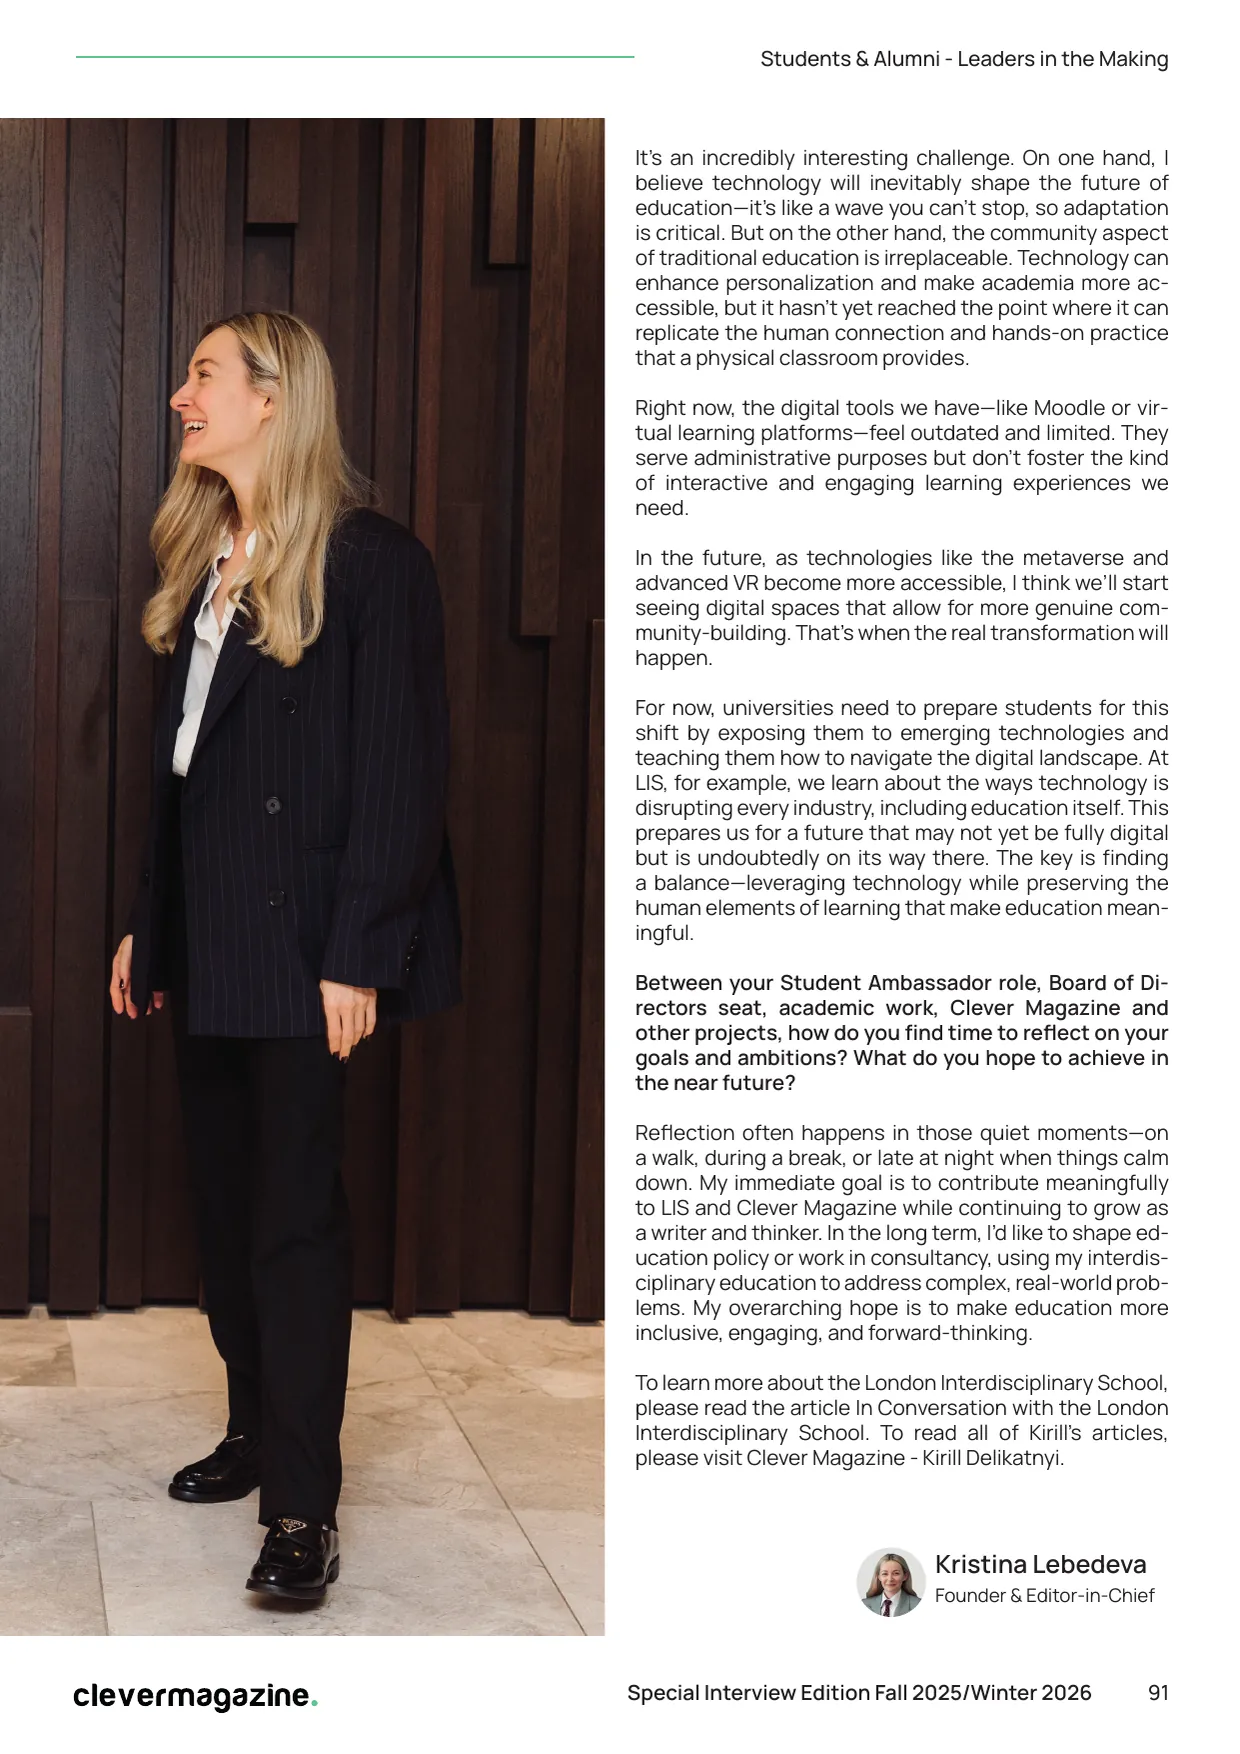 Students & Alumni - Leaders in the Making
It's an incredibly interesting challenge. On one hand, I
believe technology will inevitably shape the future of
education—it's like a wave you can't stop, so adaptation
is critical. But on the other hand, the community aspect
of traditional education is irreplaceable. Technology can
enhance personalization and make academia more ac-
cessible, but it hasn't yet reached the point where it can
replicate the human connection and hands-on practice
that a physical classroom provides.
Right now, the digital tools we have—like Moodle or vir-
tual learning platforms—feel outdated and limited. They
serve administrative purposes but don't foster the kind
of interactive and engaging learning experiences we
need.
In the future, as technologies like the metaverse and
advanced VR become more accessible, I think we'll start
seeing digital spaces that allow for more genuine com-
munity-building. That's when the real transformation will
happen.
For now, universities need to prepare students for this
shift by exposing them to emerging technologies and
teaching them how to navigate the digital landscape. At
LIS, for example, we learn about the ways technology is
disrupting every industry, including education itself. This
prepares us for a future that may not yet be fully digital
but is undoubtedly on its way there. The key is finding
a balance—leveraging technology while preserving the
human elements of learning that make education mean-
ingful.
Between your Student Ambassador role, Board of Di-
rectors seat, academic work, Clever Magazine and
other projects, how do you find time to reflect on your
goals and ambitions? What do you hope to achieve in
the near future?
Reflection often happens in those quiet moments—on
a walk, during a break, or late at night when things calm
down. My immediate goal is to contribute meaningfully
to LIS and Clever Magazine while continuing to grow as
a writer and thinker. In the long term, I'd like to shape ed-
ucation policy or work in consultancy, using my interdis-
ciplinary education to address complex, real-world prob-
lems. My overarching hope is to make education more
inclusive, engaging, and forward-thinking.
To learn more about the London Interdisciplinary School,
please read the article In Conversation with the London
Interdisciplinary School. To read all of Kirill's articles,
please visit Clever Magazine - Kirill Delikatnyi.
Kristina Lebedeva
Founder & Editor-in-Chief
clevermagazine.
Special Interview Edition Fall 2025/Winter 2026 91